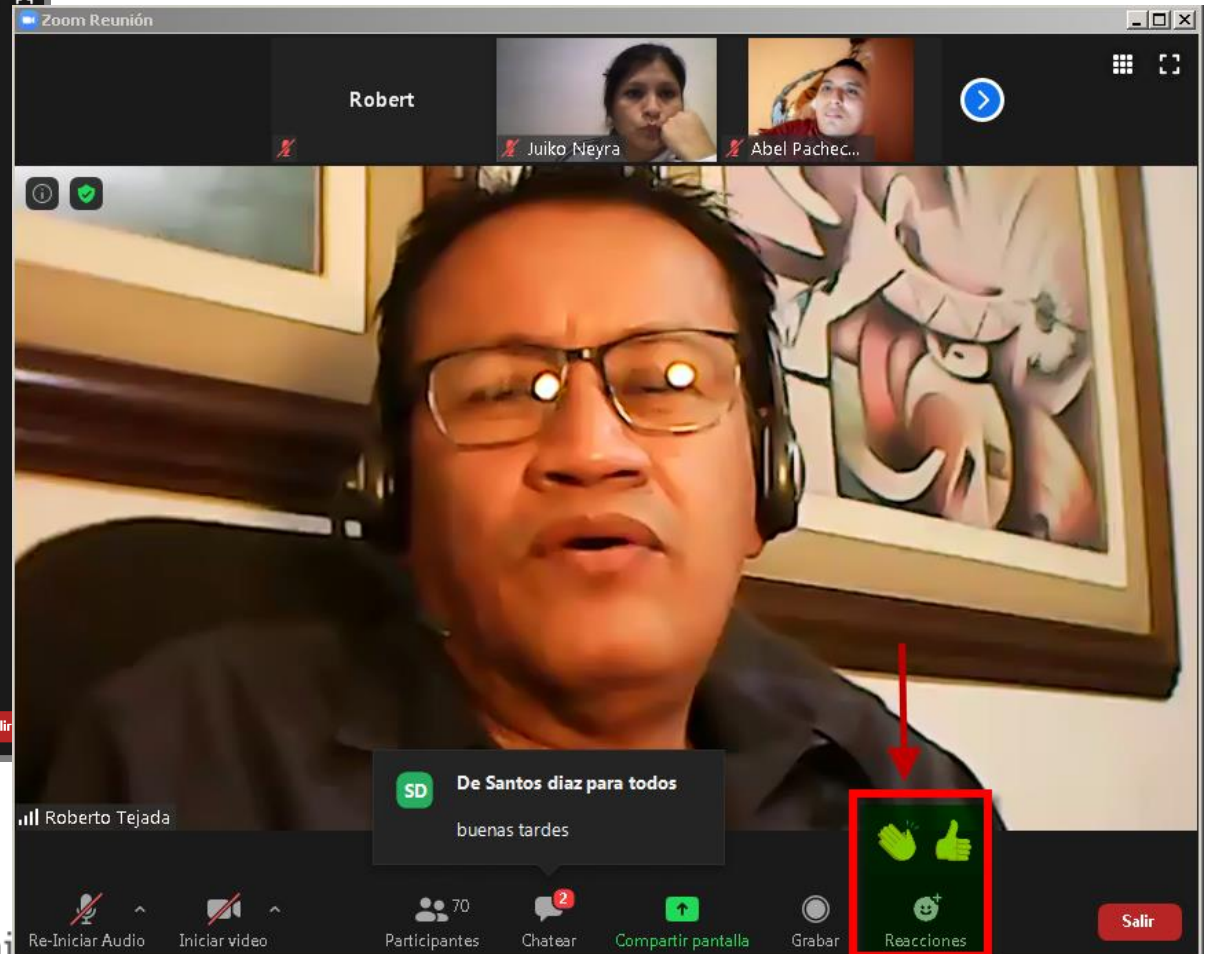 Zoom Reunión
Robert
Juiko Neyra
Abel Pachec...
Roberto Tejada
SD
De Santos diaz para todos
buenas tardes
70
2
Re-Iniciar Audio
Iniciar video
Participantes
Chatear
Compartir pantalla
Grabar
Reacciones
Salir